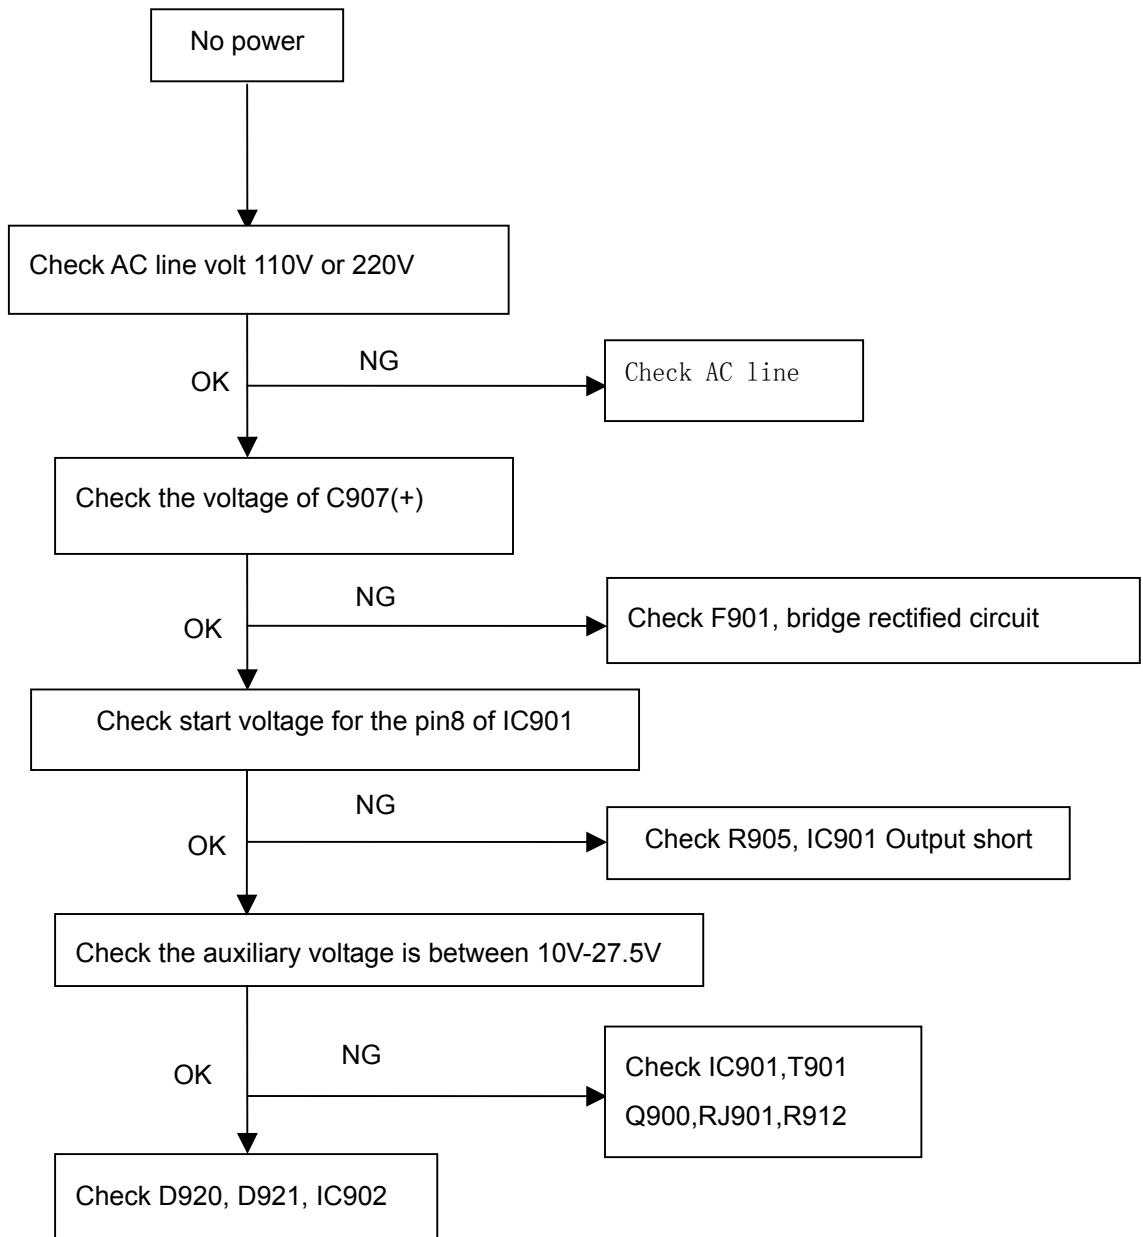 No power
Check AC line volt 110V or 220V
NG
OK
Check AC line
Check the voltage of C907(+)
NG
OK
Check F901, bridge rectified circuit
Check start voltage for the pin8 of IC901
NG
OK
Check R905, IC901 Output short
Check the auxiliary voltage is between 10V-27.5V
NG
OK
Check IC901,T901
Q900,RJ901,R912
Check D920, D921, IC902